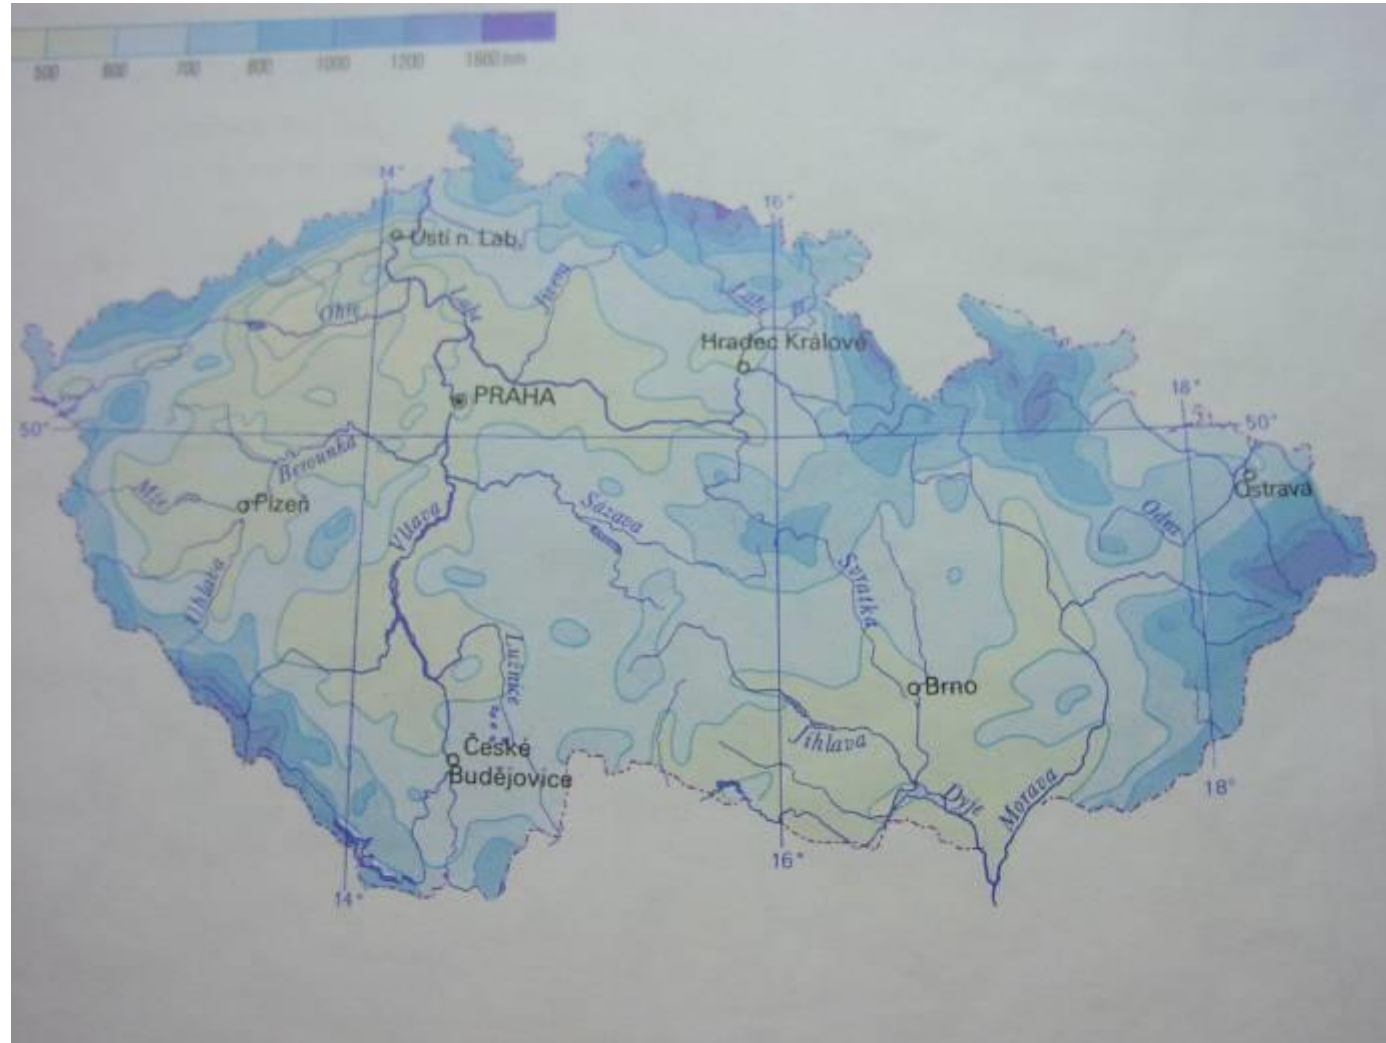 500 600 700 800 1000 1200 1600 mm
14°
16°
Ústí n. Lab.
Labe
Jizera
Ohře
Labe
Hradec Králové
18°
PRAHA
50°
50°
Berounka
Mže
Plzeň
Ostrava
Odra
Sázava
Vltava
Svratka
Úhlava
Lužnice
Brno
České
Budějovice
Jihlava
Dyje
Morava
18°
16°
14°